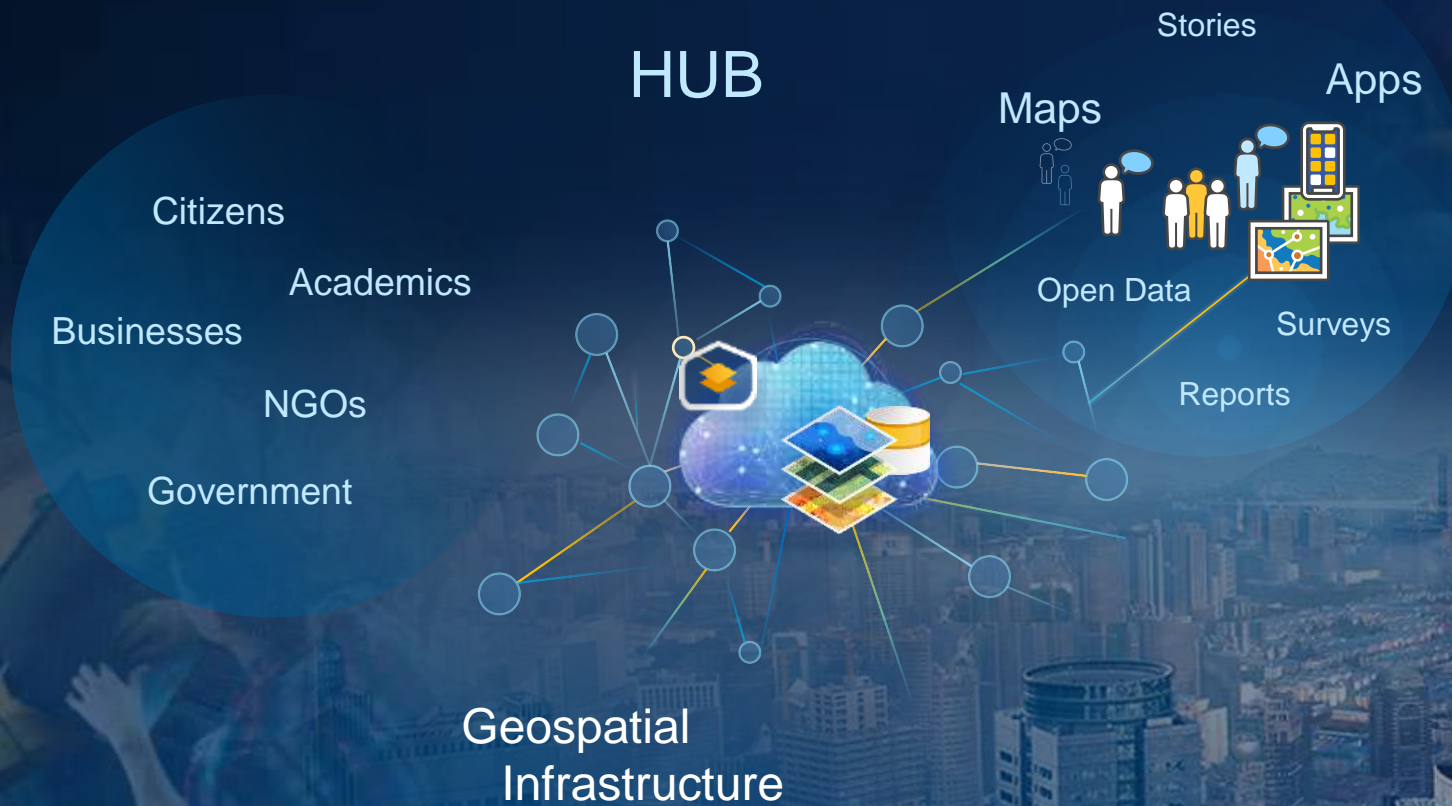 HUB
Citizens
Academics
Businesses
NGOs
Government
Stories
Apps
Maps
Open Data
Surveys
Reports
Geospatial
Infrastructure